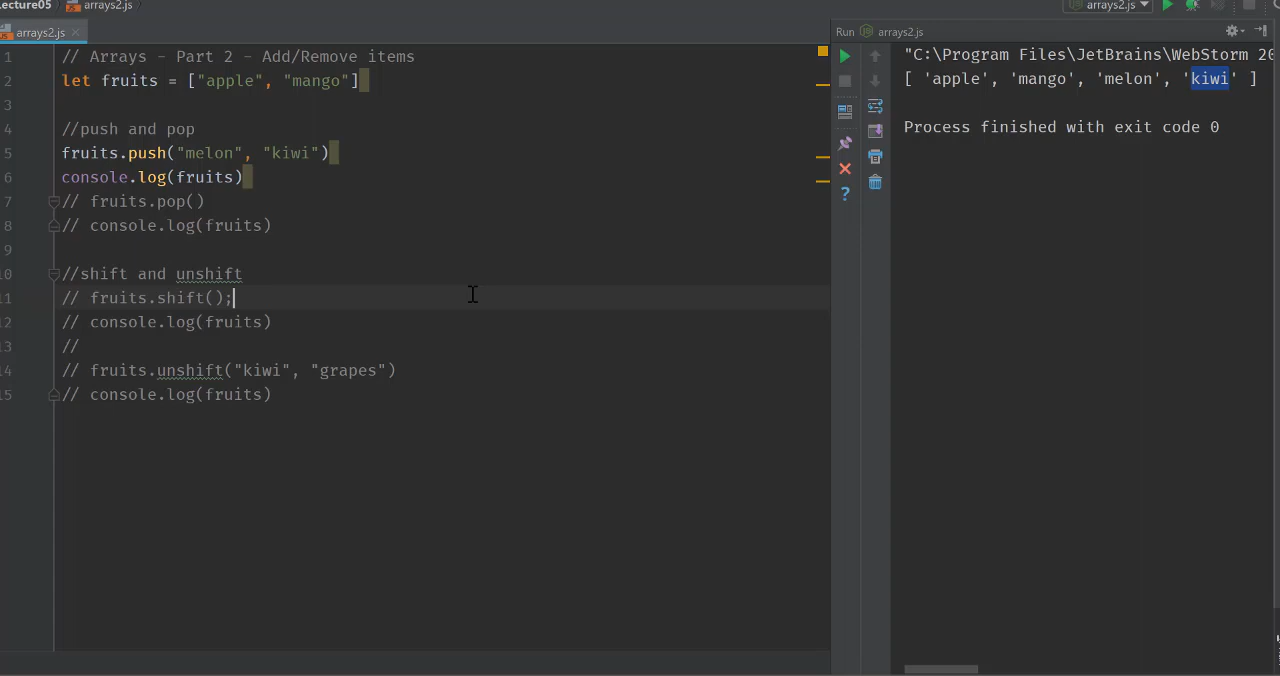 ecture05 arrays2.js
arrays2.js
arrays2.js
Run arrays2.js
1 // Arrays - Part 2 - Add/Remove items
2 let fruits = ["apple", "mango"]
3
4 //push and pop
5 fruits.push("melon", "kiwi")
6 console.log(fruits)
7 // fruits.pop()
8 // console.log(fruits)
9
10 //shift and unshift
11 // fruits.shift();
12 // console.log(fruits)
13 //
14 // fruits.unshift("kiwi", "grapes")
15 // console.log(fruits)
"C:\Program Files\JetBrains\WebStorm 20
[ 'apple', 'mango', 'melon', 'kiwi' ]
Process finished with exit code 0